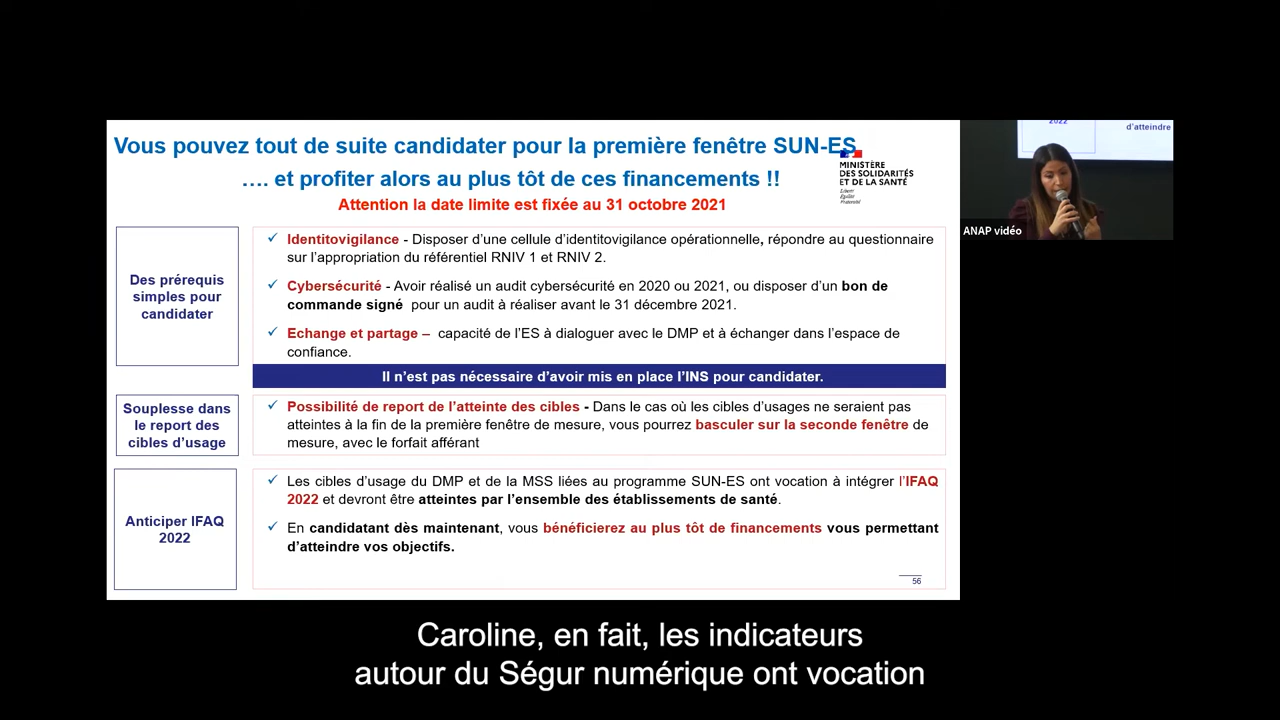 Vous pouvez tout de suite candidater pour la première fenêtre SUN-ES
…. et profiter alors au plus tôt de ces financements !!
Attention la date limite est fixée au 31 octobre 2021
MINISTÈRE
DES SOLIDARITÉS
ET DE LA SANTÉ
Liberté
Égalité
Fraternité
2022
d'atteindre
ANAP vidéo
Des prérequis
simples pour
candidater
✓ Identitovigilance - Disposer d'une cellule d'identitovigilance opérationnelle, répondre au questionnaire
sur l'appropriation du référentiel RNIV 1 et RNIV 2.
✓ Cybersécurité - Avoir réalisé un audit cybersécurité en 2020 ou 2021, ou disposer d'un bon de
commande signé pour un audit à réaliser avant le 31 décembre 2021.
✓ Echange et partage – capacité de l'ES à dialoguer avec le DMP et à échanger dans l'espace de
confiance.
Il n'est pas nécessaire d'avoir mis en place l'INS pour candidater.
Souplesse dans
le report des
cibles d'usage
✓ Possibilité de report de l'atteinte des cibles - Dans le cas où les cibles d'usages ne seraient pas
atteintes à la fin de la première fenêtre de mesure, vous pourrez basculer sur la seconde fenêtre de
mesure, avec le forfait afférant
Anticiper IFAQ
2022
✓ Les cibles d'usage du DMP et de la MSS liées au programme SUN-ES ont vocation à intégrer l'IFAQ
2022 et devront être atteintes par l'ensemble des établissements de santé.
✓ En candidatant dès maintenant, vous bénéficierez au plus tôt de financements vous permettant
d'atteindre vos objectifs.
56
Caroline, en fait, les indicateurs
autour du Ségur numérique ont vocation